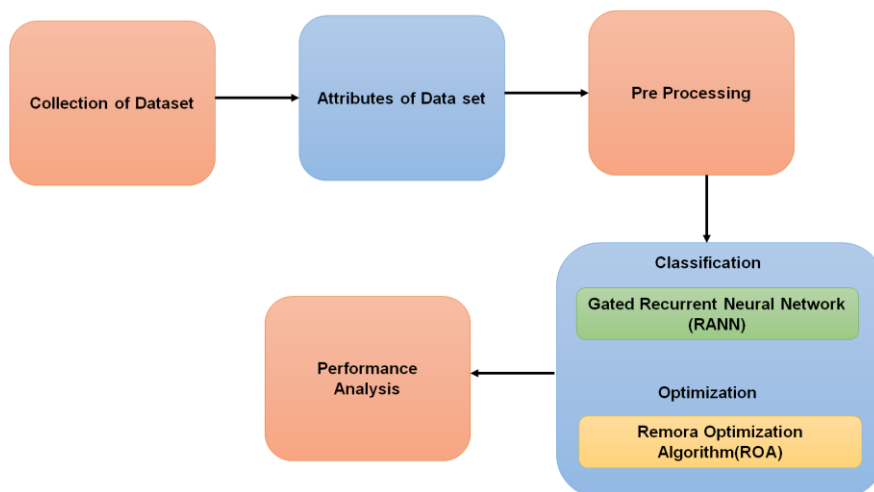 Collection of Dataset
Attributes of Data set
Pre Processing
Classification
Gated Recurrent Neural Network
(RANN)
Optimization
Remora Optimization
Algorithm(ROA)
Performance
Analysis